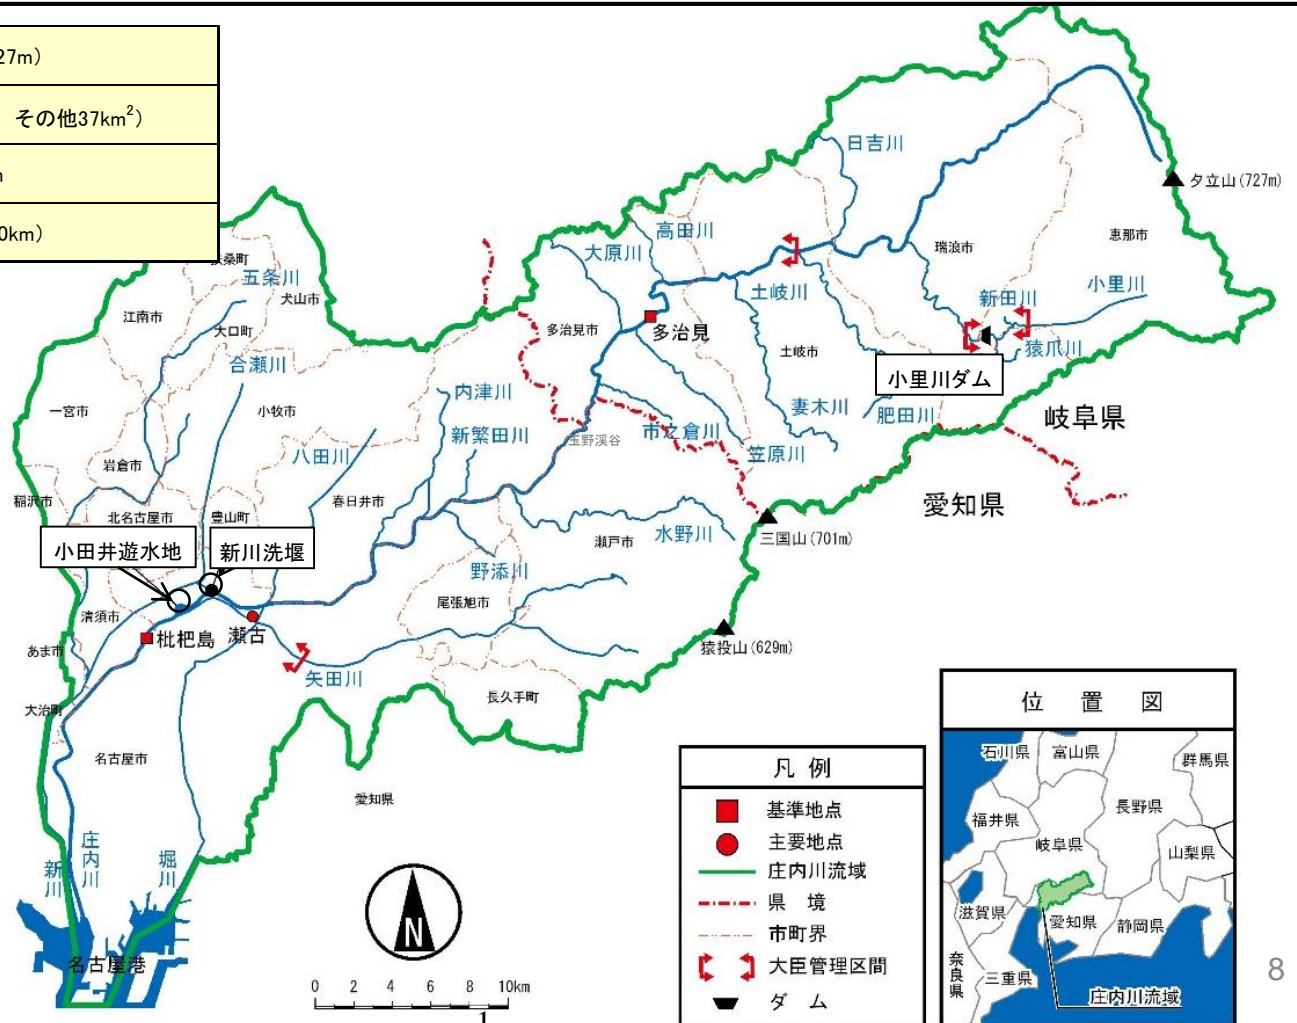 27m）
その他37km²）
m
0km）
日吉川
夕立山(727m)
高田川
大原川
瑞浪市
恵那市
扶桑町
五条川
犬山市
土岐川
新田川
小里川
江南市
大口町
多治見市
多治見
土岐市
猿爪川
合瀬川
小里川ダム
内津川
一宮市
小牧市
妻木川
肥田川
岐阜県
新繁田川
市之倉川
玉野渓谷
八田川
笠原川
岩倉市
稲沢市
春日井市
愛知県
北名古屋市
豊山町
水野川
三国山(701m)
瀬戸市
小田井遊水地
新川洗堰
野添川
尾張旭市
清須市
枇杷島
瀬古
あま市
猿投山(629m)
矢田川
長久手町
大治町
名古屋市
愛知県
庄内川
新川
堀川
名古屋港
N
0 2 4 6 8 10km
1
凡例
基準地点
主要地点
庄内川流域
県　境
市町界
大臣管理区間
ダ　ム
位　置　図
石川県
富山県
群馬県
福井県
長野県
岐阜県
山梨県
滋賀県
愛知県
静岡県
奈良県
三重県
庄内川流域
8